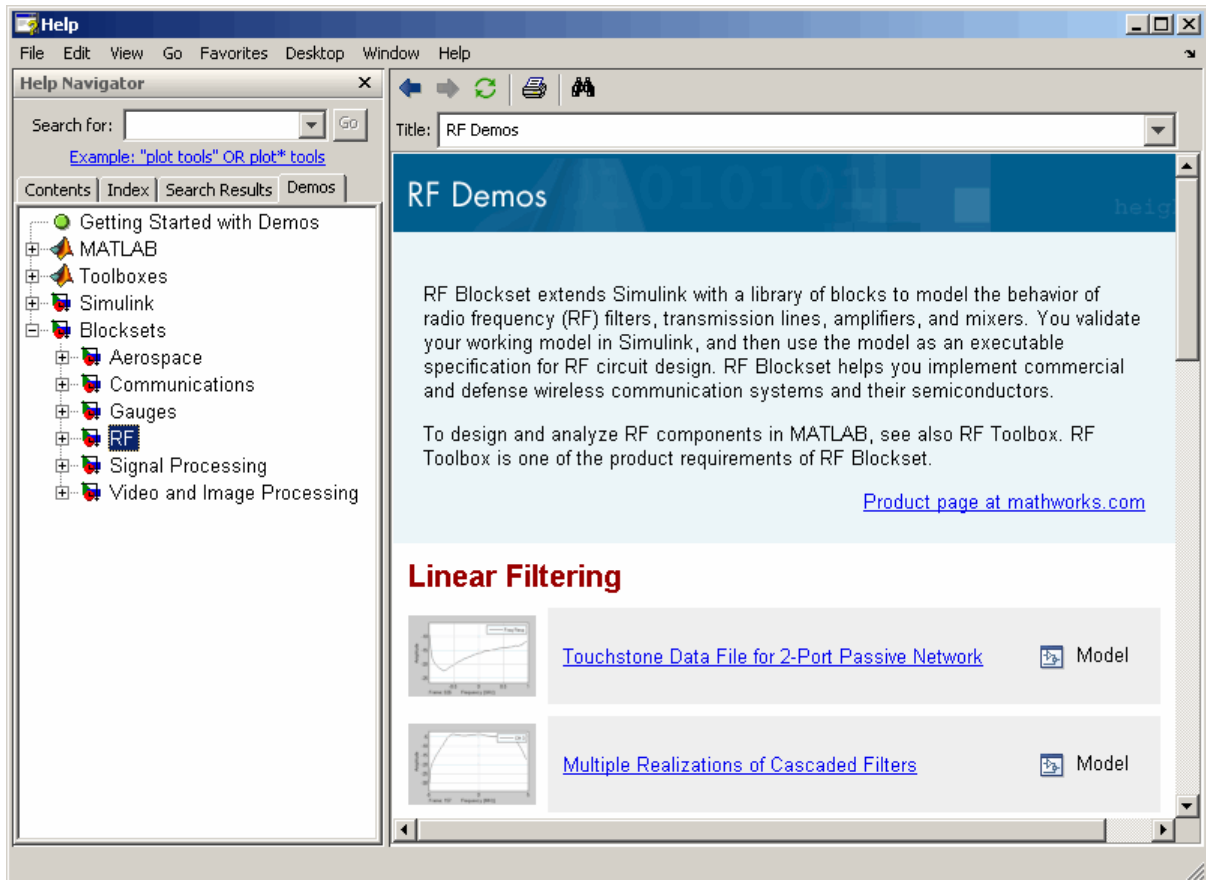 Help
File Edit View Go Favorites Desktop Window Help
Help Navigator
Search for:
Go
Example: "plot tools" OR plot* tools
Contents Index Search Results Demos
Getting Started with Demos
MATLAB
Toolboxes
Simulink
Blocksets
Aerospace
Communications
Gauges
RF
Signal Processing
Video and Image Processing
Title: RF Demos
RF Demos
1010101
heig
RF Blockset extends Simulink with a library of blocks to model the behavior of
radio frequency (RF) filters, transmission lines, amplifiers, and mixers. You validate
your working model in Simulink, and then use the model as an executable
specification for RF circuit design. RF Blockset helps you implement commercial
and defense wireless communication systems and their semiconductors.
To design and analyze RF components in MATLAB, see also RF Toolbox. RF
Toolbox is one of the product requirements of RF Blockset.
Product page at mathworks.com
Linear Filtering
Touchstone Data File for 2-Port Passive Network
Model
Multiple Realizations of Cascaded Filters
Model